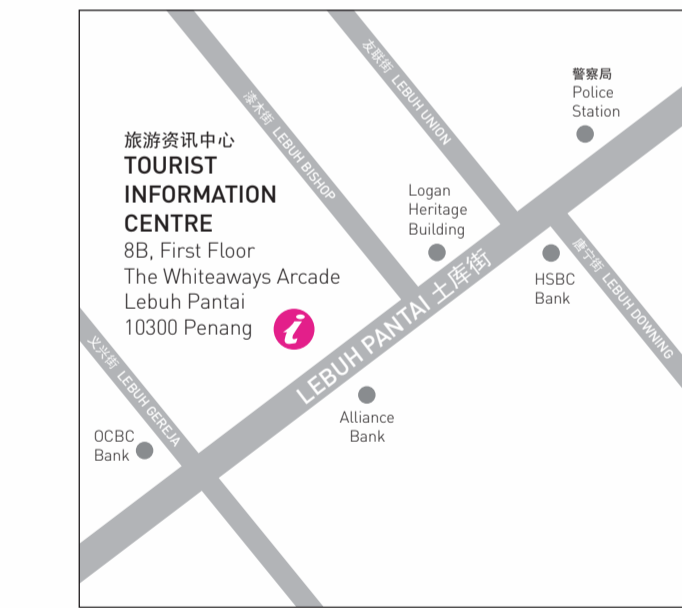 友联街 LEBUH UNION
警察局
Police
Station
漆木街 LEBUH BISHOP
旅游资讯中心
TOURIST
INFORMATION
CENTRE
8B, First Floor
The Whiteaways Arcade
Lebuh Pantai
10300 Penang
i
Logan
Heritage
Building
HSBC
Bank
唐宁街 LEBUH DOWNING
LEBUH PANTAI 土库街
义兴街 LEBUH GEREJA
Alliance
Bank
OCBC
Bank